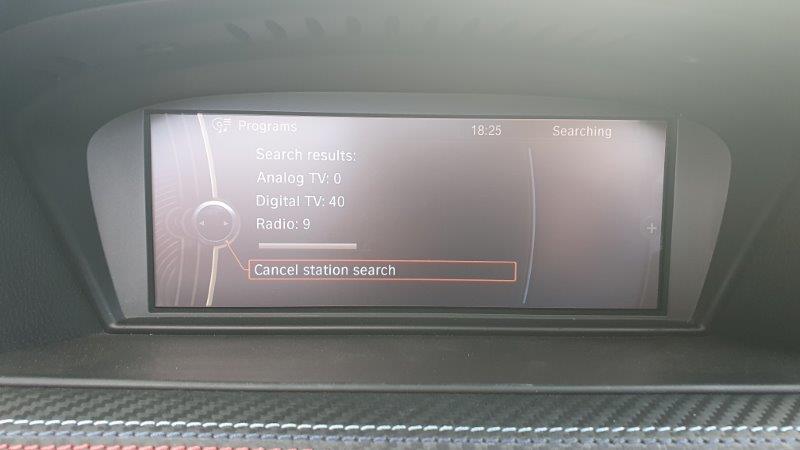 Programs
18:25
Searching
Search results:
Analog TV: 0
Digital TV: 40
Radio: 9
Cancel station search